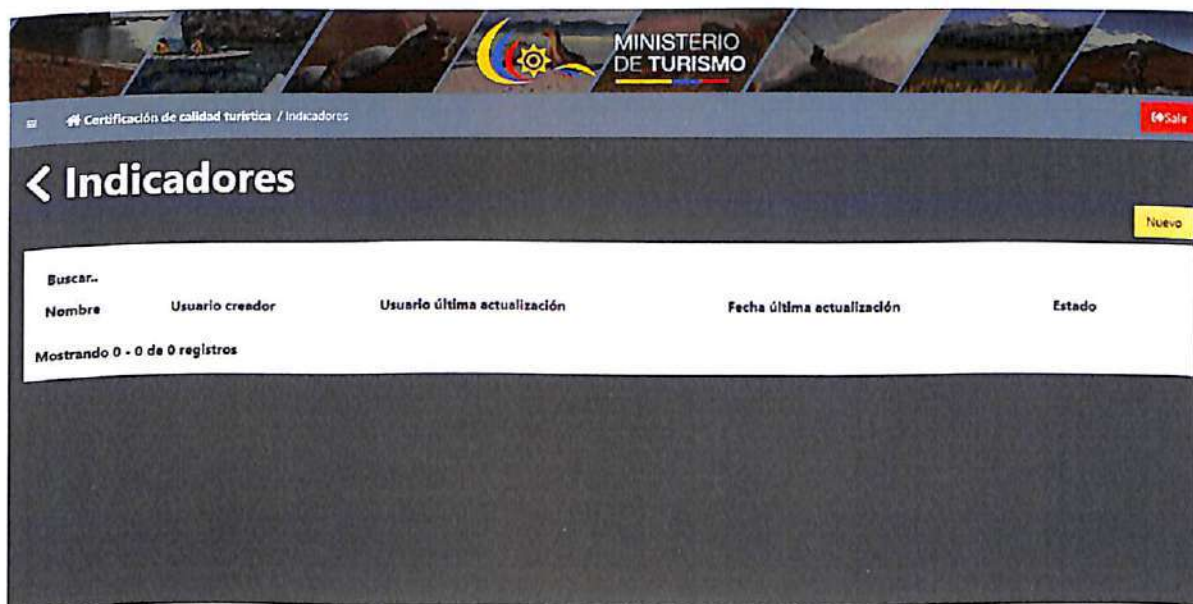 MINISTERIO
DE TURISMO
Certificación de calidad turística / Indicadores
Salir
Indicadores
Nuevo
Buscar..
Nombre Usuario creador Usuario última actualización Fecha última actualización Estado
Mostrando 0 - 0 de 0 registros